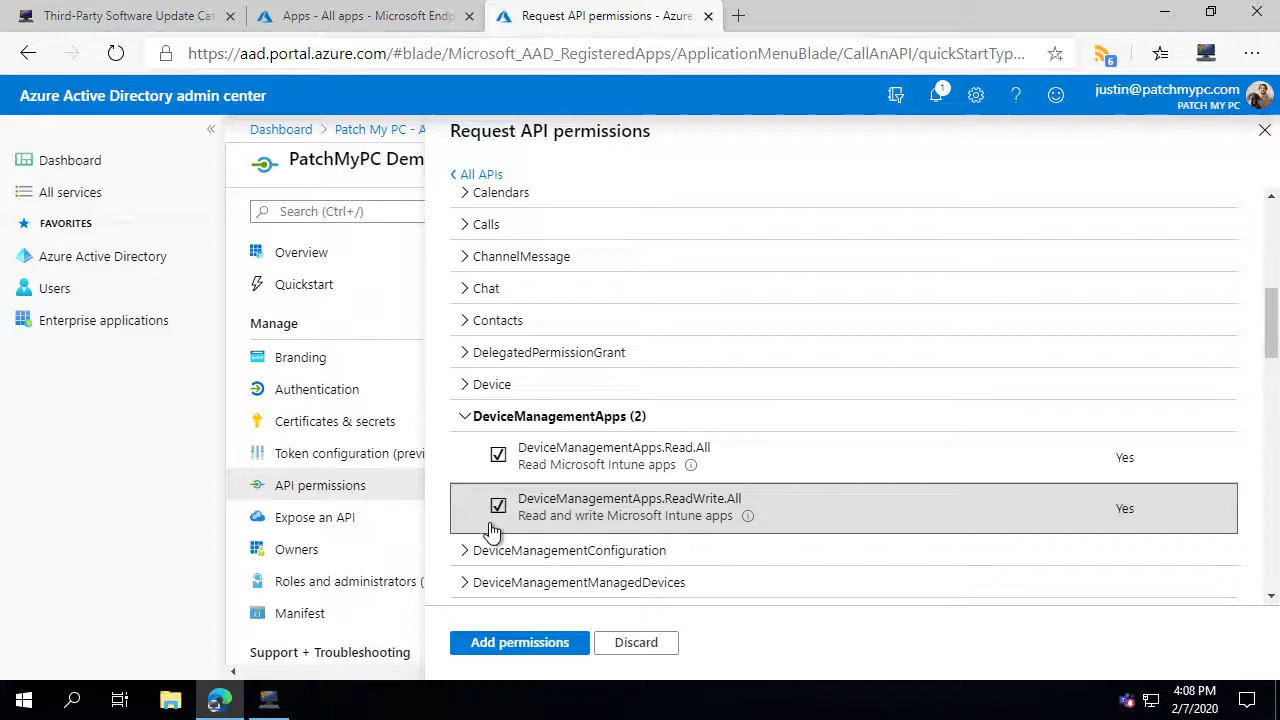 Third-Party Software Update Cat
Apps - All apps - Microsoft Endp
Request API permissions - Azure
https://aad.portal.azure.com/#blade/Microsoft_AAD_RegisteredApps/ApplicationMenuBlade/CallAnAPI/quickStartTyp...
6
Azure Active Directory admin center
1
justin@patchmypc.com
PATCH MY PC
«
Dashboard
All services
FAVORITES
Azure Active Directory
Users
Enterprise applications
Dashboard > Patch My PC - A
PatchMyPC Dem
Search (Ctrl+/)
Overview
Quickstart
Manage
Branding
Authentication
Certificates & secrets
Token configuration (previ
API permissions
Expose an API
Owners
Roles and administrators (
Manifest
Support + Troubleshooting
Request API permissions
All APIs
Calendars
Calls
ChannelMessage
Chat
Contacts
DelegatedPermissionGrant
Device
DeviceManagementApps (2)
DeviceManagementApps.Read.All
Read Microsoft Intune apps
Yes
DeviceManagementApps.ReadWrite.All
Read and write Microsoft Intune apps
Yes
DeviceManagementConfiguration
DeviceManagementManagedDevices
Add permissions
Discard
4:08 PM
2/7/2020